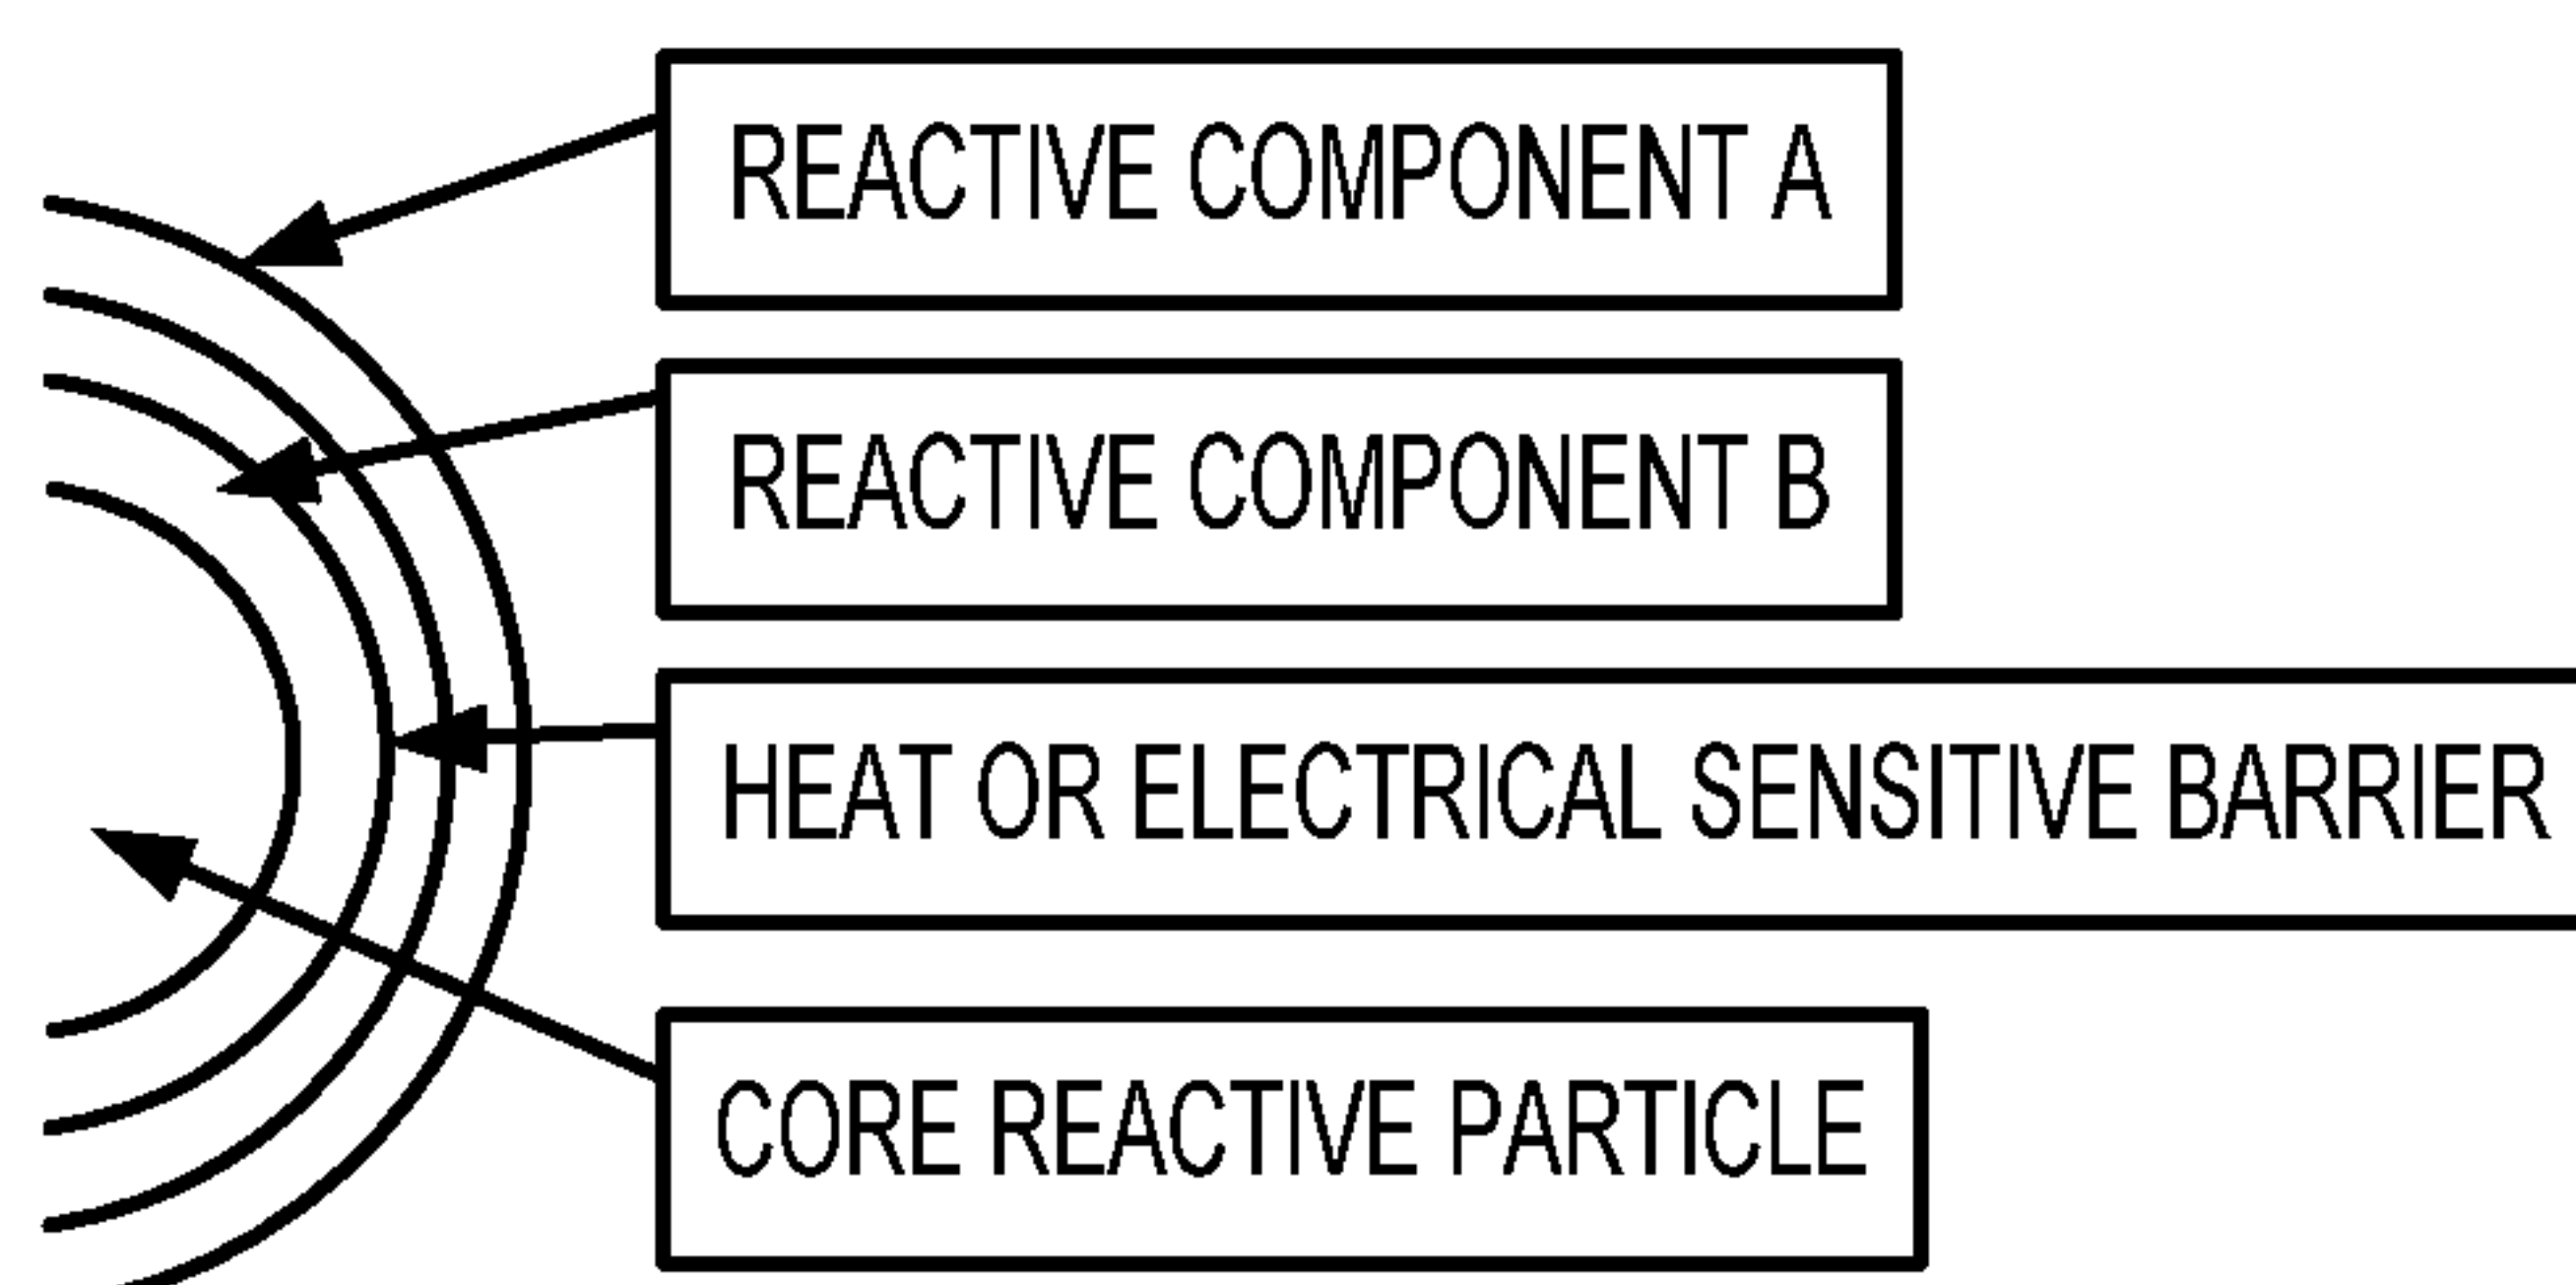 REACTIVE COMPONENT A
REACTIVE COMPONENT B
HEAT OR ELECTRICAL SENSITIVE BARRIER
CORE REACTIVE PARTICLE